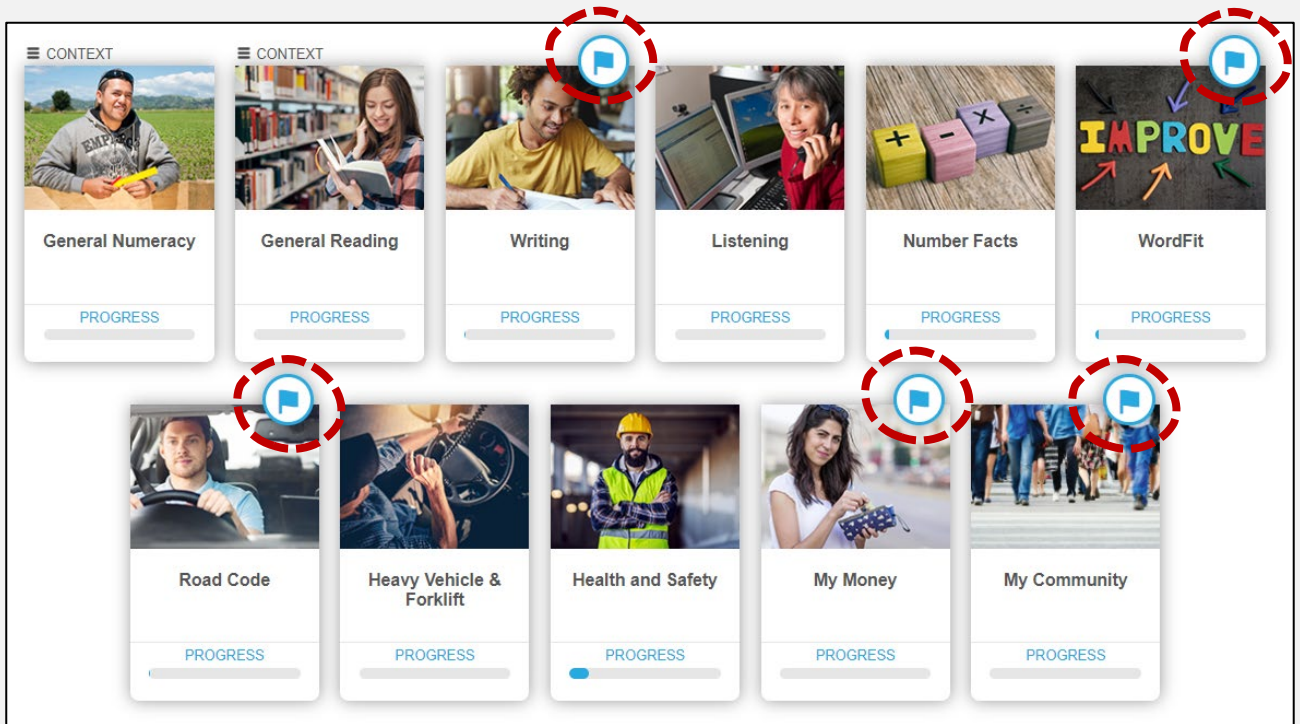 CONTEXT
CONTEXT
EMPLOYC
IMPROVE
General Numeracy
General Reading
Writing
Listening
Number Facts
WordFit
PROGRESS
PROGRESS
PROGRESS
PROGRESS
PROGRESS
PROGRESS
Road Code
Heavy Vehicle &
Forklift
Health and Safety
My Money
My Community
PROGRESS
PROGRESS
PROGRESS
PROGRESS
PROGRESS